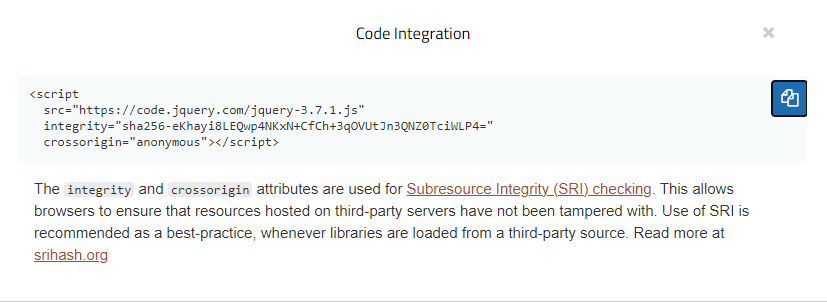 Code Integration
<script
src="https://code.jquery.com/jquery-3.7.1.js"
integrity="sha256-eKhayi8LEQwp4NKxN+CfCh+3qOVUtJn3QNZ0TciWLP4="
crossorigin="anonymous"></script>
The integrity and crossorigin attributes are used for Subresource Integrity (SRI) checking. This allows
browsers to ensure that resources hosted on third-party servers have not been tampered with. Use of SRI is
recommended as a best-practice, whenever libraries are loaded from a third-party source. Read more at
srihash.org